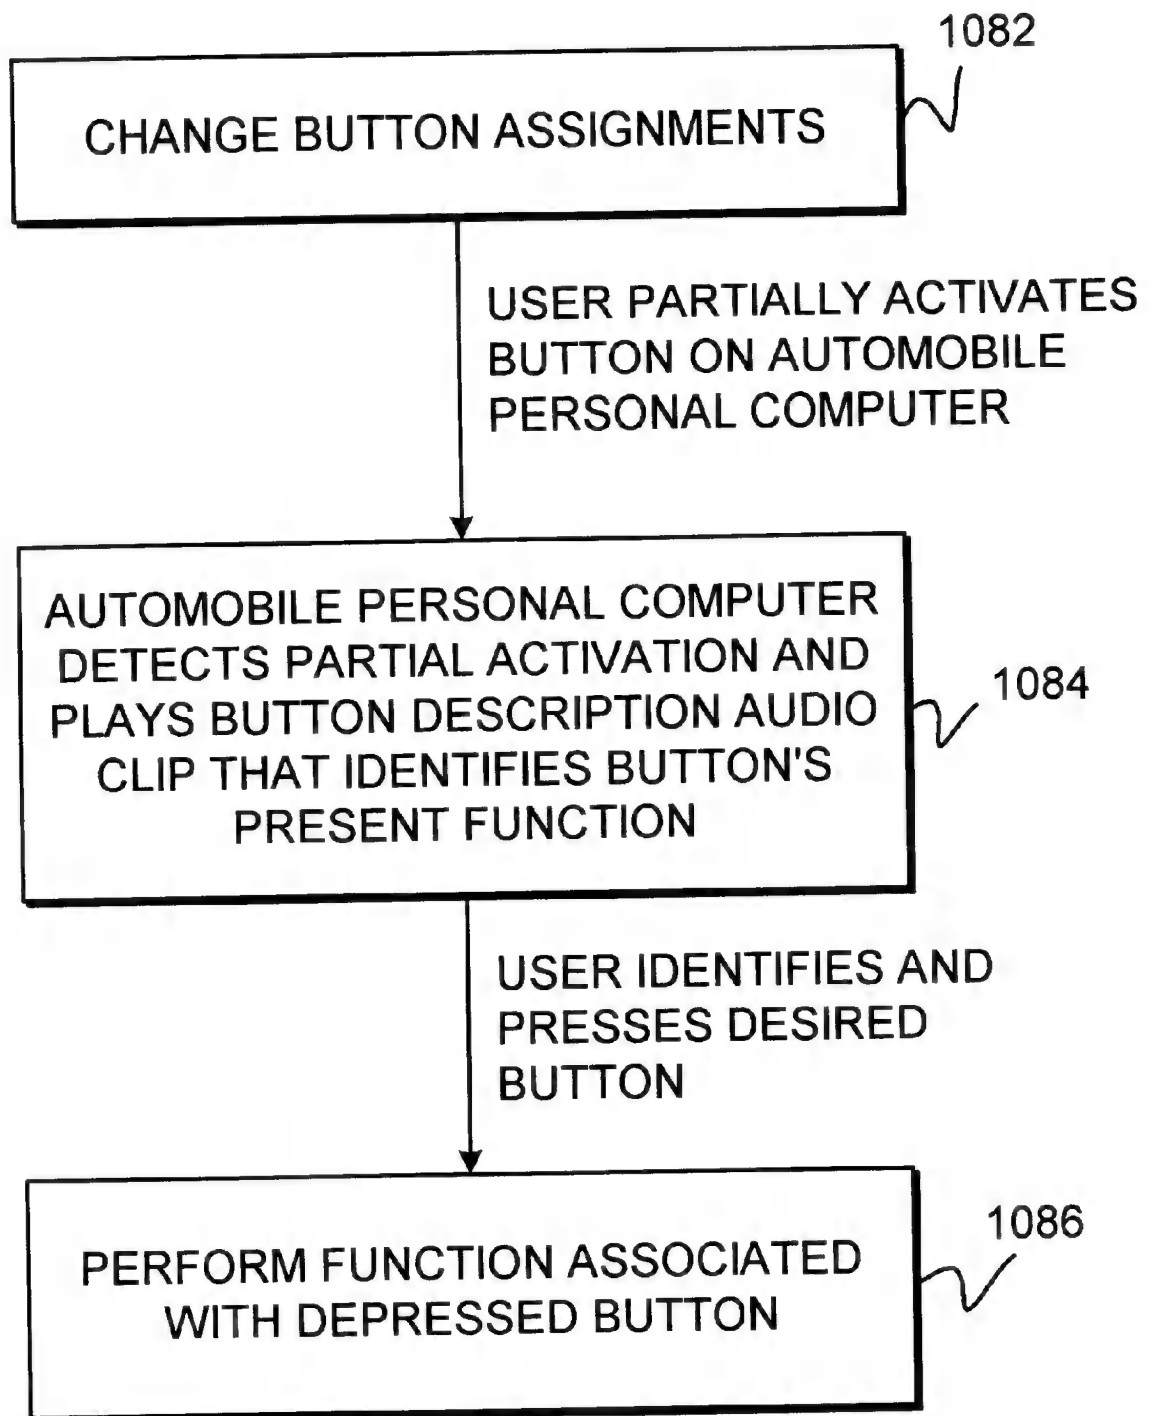 1082
CHANGE BUTTON ASSIGNMENTS
USER PARTIALLY ACTIVATES
BUTTON ON AUTOMOBILE
PERSONAL COMPUTER
AUTOMOBILE PERSONAL COMPUTER
DETECTS PARTIAL ACTIVATION AND
PLAYS BUTTON DESCRIPTION AUDIO
CLIP THAT IDENTIFIES BUTTON'S
PRESENT FUNCTION
1084
USER IDENTIFIES AND
PRESSES DESIRED
BUTTON
1086
PERFORM FUNCTION ASSOCIATED
WITH DEPRESSED BUTTON